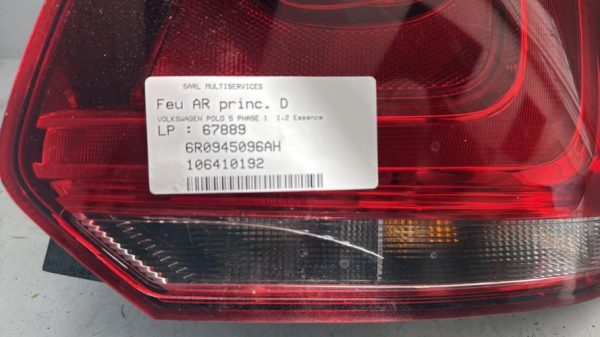 SARL MULTISERVICES
Feu AR princ. D
VOLKSWAGEN POLO 5 PHASE 1 1.2 Essence
LP : 67889
6R0945096AH
106410192